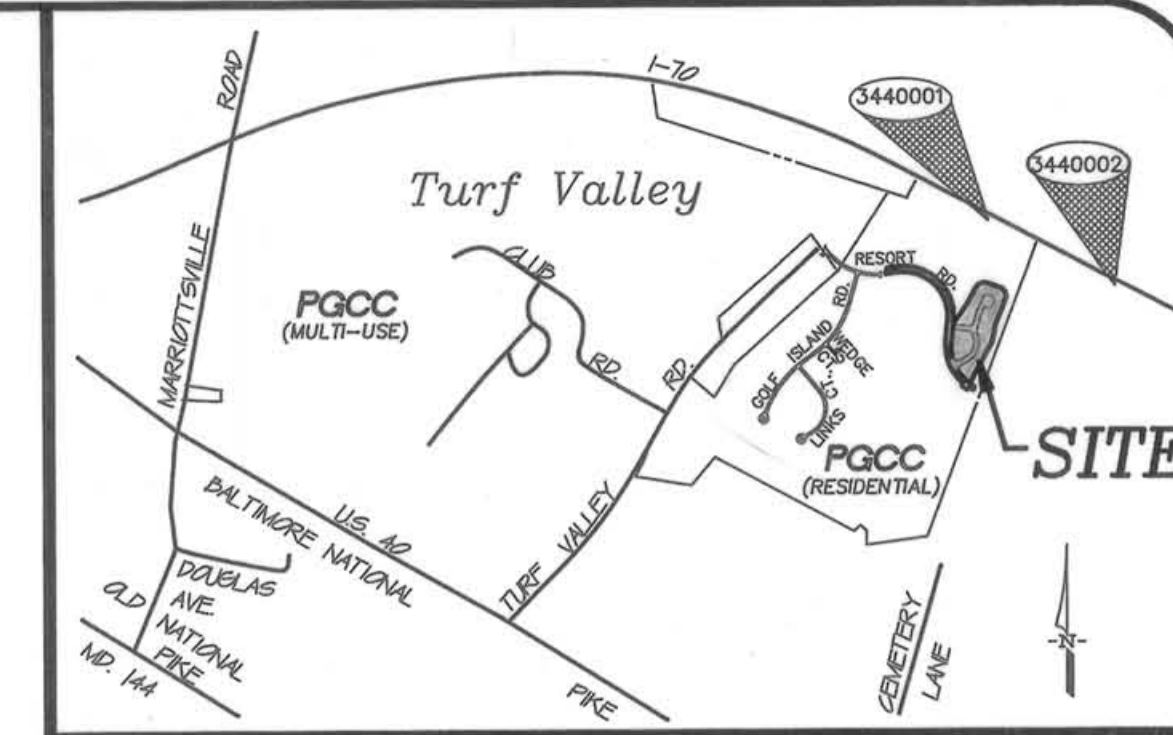 I-70
3440001
3440002
ROAD
MARRIOTTSVILLE
Turf Valley
PGCC
(MULTI-USE)
CLUB
RD.
RESORT
RD.
GOLF ISLAND RD.
WEDGE
CT.
LINKS CT.
PGCC
(RESIDENTIAL)
SITE
TURF VALLEY RD.
U.S. 40
BALTIMORE NATIONAL
PIKE
DOUGLAS
AVE.
OLD
NATIONAL
PIKE
MD. 144
CEMETERY
LANE
-N-